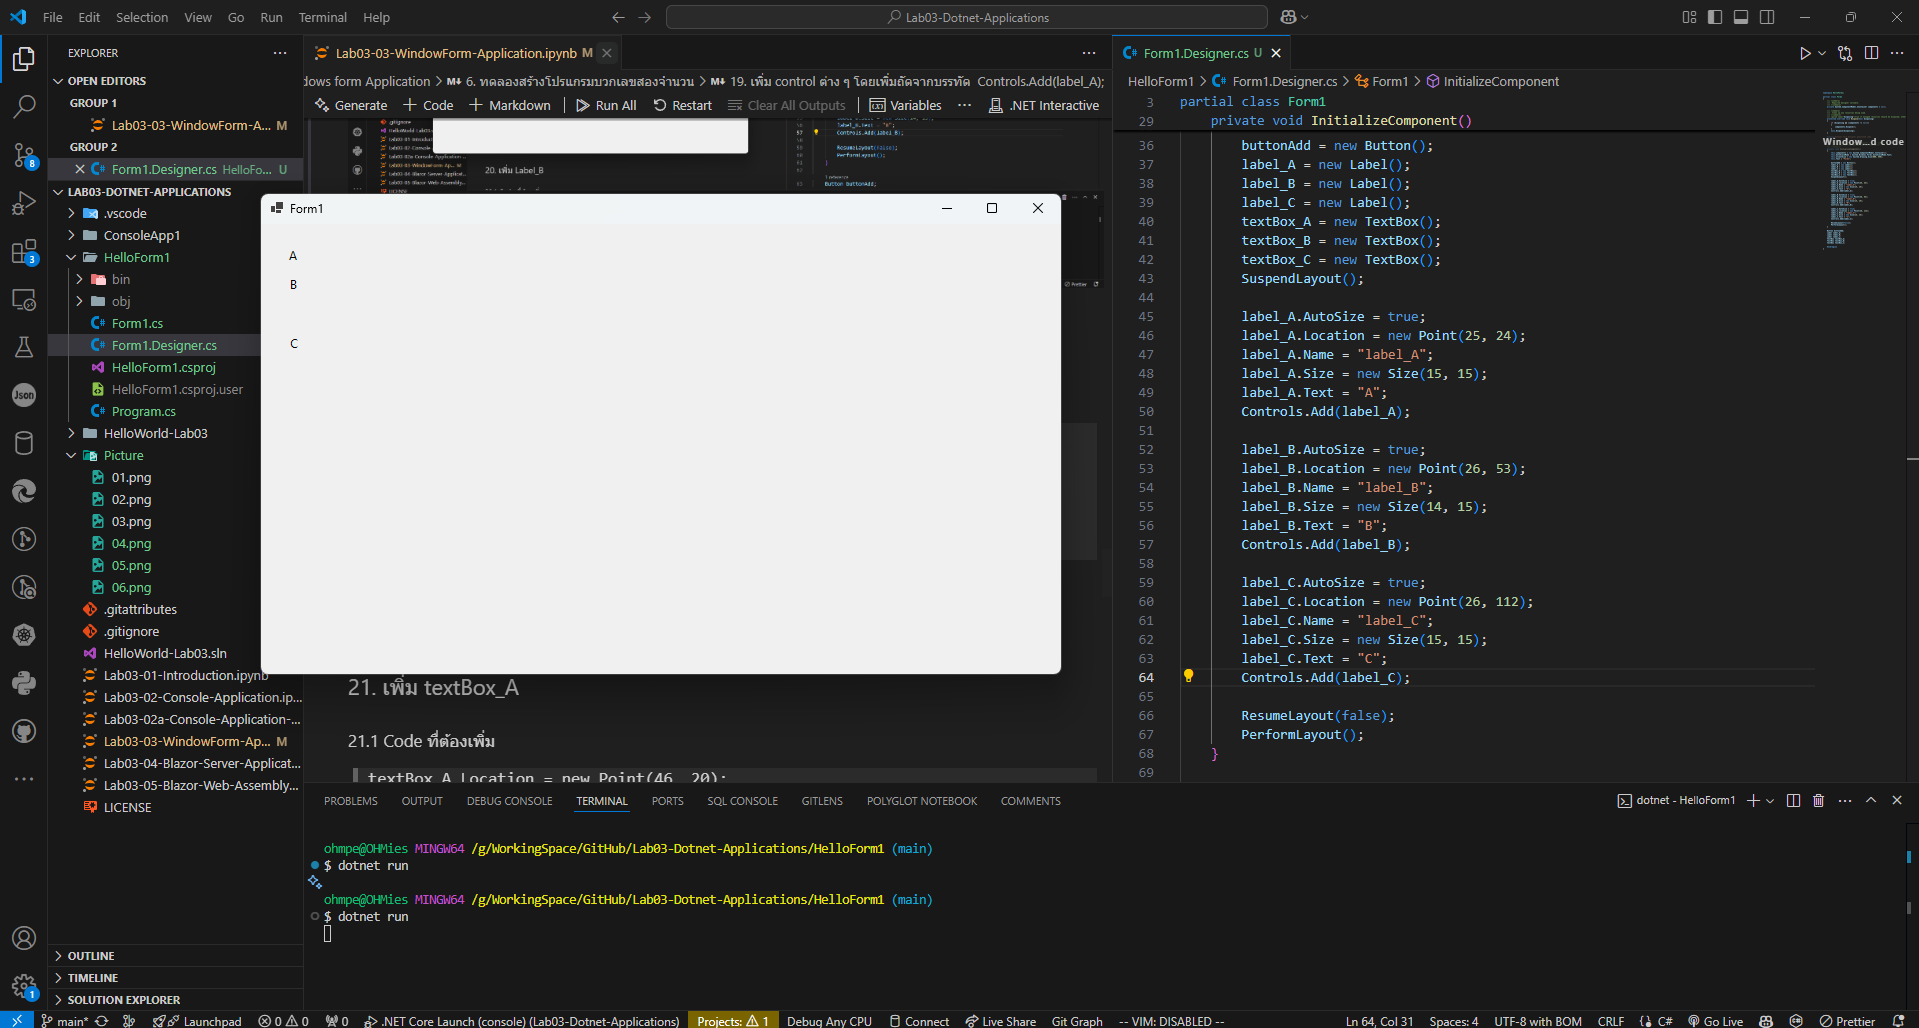 File Edit Selection View Go Run Terminal Help
Lab03-Dotnet-Applications
EXPLORER
OPEN EDITORS
GROUP 1
Lab03-03-WindowForm-A... M
GROUP 2
Form1.Designer.cs HelloFo... U
LAB03-DOTNET-APPLICATIONS
.vscode
ConsoleApp1
HelloForm1
bin
obj
Form1.cs
Form1.Designer.cs
HelloForm1.csproj
HelloForm1.csproj.user
Program.cs
HelloWorld-Lab03
Picture
01.png
02.png
03.png
04.png
05.png
06.png
.gitattributes
.gitignore
HelloWorld-Lab03.sln
Lab03-01-Introduction.ipynb
Lab03-02-Console-Application.ip...
Lab03-02a-Console-Application-...
Lab03-03-WindowForm-Ap... M
Lab03-04-Blazor-Server-Applicat...
Lab03-05-Blazor-Web-Assembly...
LICENSE
OUTLINE
TIMELINE
SOLUTION EXPLORER
8
3
Json
1
Lab03-03-WindowForm-Application.ipynb M
dows form Application > M↓ 6. ทดลองสร้างโปรแกรมบวกเลขสองจำนวน > M↓ 19. เพิ่ม control ต่าง ๆ โดยเพิ่มถัดจากบรรทัด Controls.Add(label_A);
Generate + Code + Markdown Run All Restart Clear All Outputs Variables ... .NET Interactive
20. เพิ่ม Label_B
Form1
A
B
C
21. เพิ่ม textBox_A
21.1 Code ที่ต้องเพิ่ม
textBox_A.Location = new Point(46, 20);
Form1.Designer.cs U
HelloForm1 > Form1.Designer.cs > Form1 > InitializeComponent
3 partial class Form1
29 private void InitializeComponent()
36 buttonAdd = new Button();
37 label_A = new Label();
38 label_B = new Label();
39 label_C = new Label();
40 textBox_A = new TextBox();
41 textBox_B = new TextBox();
42 textBox_C = new TextBox();
43 SuspendLayout();
44
45 label_A.AutoSize = true;
46 label_A.Location = new Point(25, 24);
47 label_A.Name = "label_A";
48 label_A.Size = new Size(15, 15);
49 label_A.Text = "A";
50 Controls.Add(label_A);
51
52 label_B.AutoSize = true;
53 label_B.Location = new Point(26, 53);
54 label_B.Name = "label_B";
55 label_B.Size = new Size(14, 15);
56 label_B.Text = "B";
57 Controls.Add(label_B);
58
59 label_C.AutoSize = true;
60 label_C.Location = new Point(26, 112);
61 label_C.Name = "label_C";
62 label_C.Size = new Size(15, 15);
63 label_C.Text = "C";
64 Controls.Add(label_C);
65
66 ResumeLayout(false);
67 PerformLayout();
68 }
69
Window...d code
PROBLEMS OUTPUT DEBUG CONSOLE TERMINAL PORTS SQL CONSOLE GITLENS POLYGLOT NOTEBOOK COMMENTS
dotnet - HelloForm1
ohmpe@OHMies MINGW64 /g/WorkingSpace/GitHub/Lab03-Dotnet-Applications/HelloForm1 (main)
$ dotnet run
ohmpe@OHMies MINGW64 /g/WorkingSpace/GitHub/Lab03-Dotnet-Applications/HelloForm1 (main)
$ dotnet run
main* Launchpad 0 0 0 .NET Core Launch (console) (Lab03-Dotnet-Applications) Projects: 1 Debug Any CPU Connect Live Share Git Graph -- VIM: DISABLED -- Ln 64, Col 31 Spaces: 4 UTF-8 with BOM CRLF C# Go Live Prettier